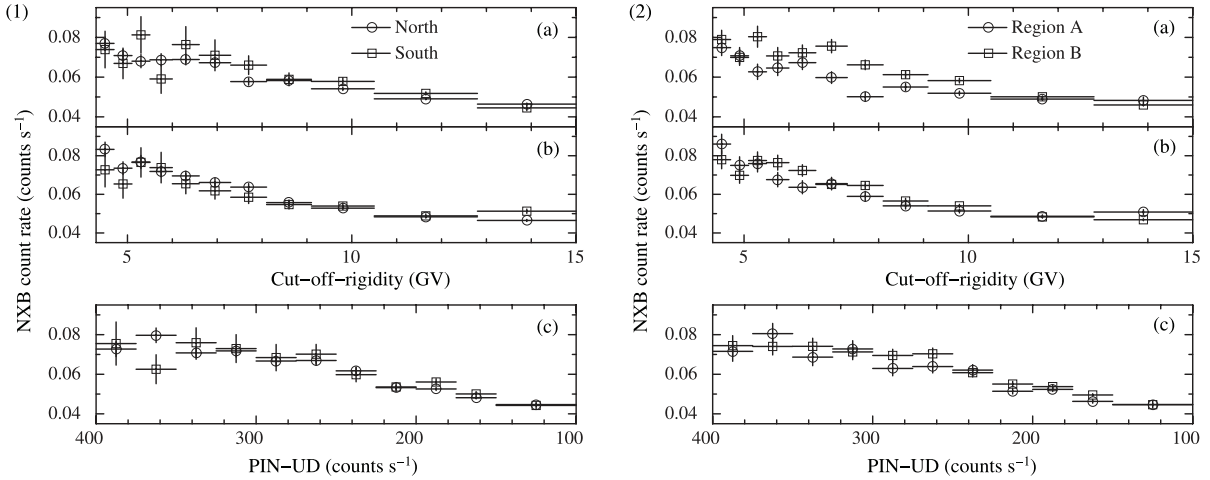 (1)
(a)
North
South
0.08
0.06
0.04
(b)
0.08
0.06
0.04
5
10
15
Cut−off−rigidity (GV)
NXB count rate (counts s⁻¹)
(c)
0.08
0.06
0.04
400
300
200
100
PIN−UD (counts s⁻¹)
(2)
(a)
Region A
Region B
0.08
0.06
0.04
(b)
0.08
0.06
0.04
5
10
15
Cut−off−rigidity (GV)
NXB count rate (counts s⁻¹)
(c)
0.08
0.06
0.04
400
300
200
100
PIN−UD (counts s⁻¹)